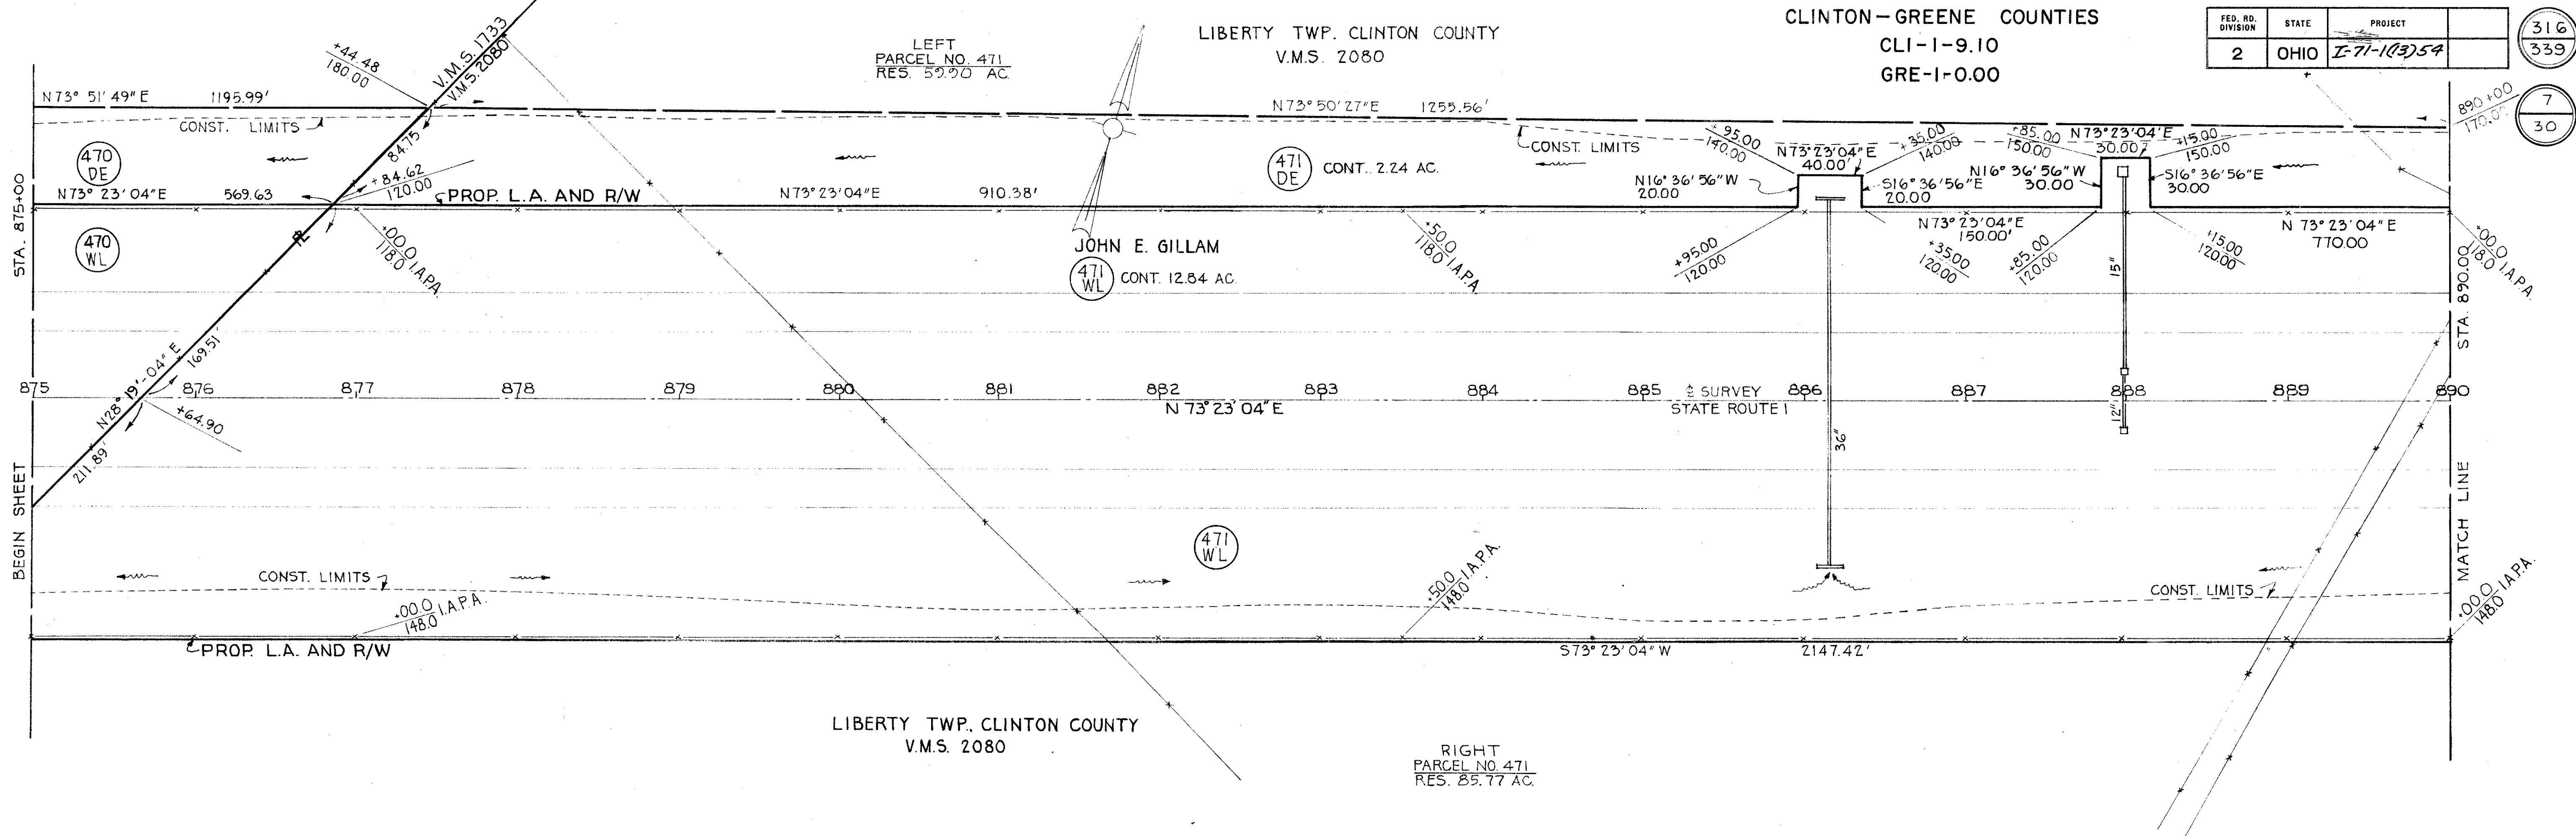 CLINTON-GREENE COUNTIES
CLI-1-9.10
GRE-1-0.00
FED. RD. DIVISION
STATE
PROJECT
2
OHIO
I-71-1(13)54
316
339
7
30
LIBERTY TWP. CLINTON COUNTY
V.M.S. 2080
LEFT
PARCEL NO. 471
RES. 59.90 AC.
V.M.S. 1733
V.M.S. 2080
+44.48
180.00
N73° 51' 49" E 1195.99'
N73° 50' 27" E 1255.56'
890+00
CONST. LIMITS
84.75
CONST. LIMITS
470
DE
471
DE
CONT. 2.24 AC.
+84.62
120.00
+95.00
140.00
N73°23'04"E
40.00'
+35.00
140.00
+85.00
150.00
N73°23'04"E
30.00'
+15.00
150.00
N16° 36' 56" W
20.00
S16° 36' 56" E
20.00
N16° 36' 56" W
30.00
S16° 36' 56" E
30.00
N73° 23' 04" E 569.63
PROP. L.A. AND R/W
N73° 23' 04" E 910.38'
N73° 23' 04" E
150.00'
N 73° 23' 04" E
770.00
STA. 875+00
470
WL
PL
+00.0
118.0 I.A.P.A.
JOHN E. GILLAM
471
WL
CONT. 12.84 AC.
+50.0
118.0 I.A.P.A.
+95.00
120.00
+35.00
120.00
+85.00
120.00
+15.00
120.00
+00.0
118.0 I.A.P.A.
15"
STA. 890.00
N28° 19'-04" E
169.51'
+64.90
211.89'
875 876 877 878 879 880 881 882 883 884 885 886 887 888 889 890
N 73° 23' 04" E
℄ SURVEY
STATE ROUTE 1
36"
12"
BEGIN SHEET
MATCH LINE
471
WL
CONST. LIMITS
CONST. LIMITS
+00.0
148.0 I.A.P.A.
+50.0
148.0 I.A.P.A.
+00.0
148.0 I.A.P.A.
PROP. L.A. AND R/W
S73° 23' 04" W 2147.42'
LIBERTY TWP., CLINTON COUNTY
V.M.S. 2080
RIGHT
PARCEL NO. 471
RES. 85.77 AC.